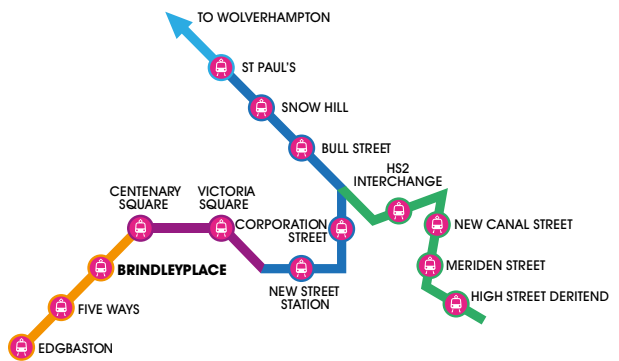 TO WOLVERHAMPTON
ST PAUL'S
SNOW HILL
BULL STREET
HS2
INTERCHANGE
CENTENARY
SQUARE
VICTORIA
SQUARE
CORPORATION
STREET
NEW CANAL STREET
BRINDLEYPLACE
MERIDEN STREET
NEW STREET
STATION
HIGH STREET DERITEND
FIVE WAYS
EDGBASTON